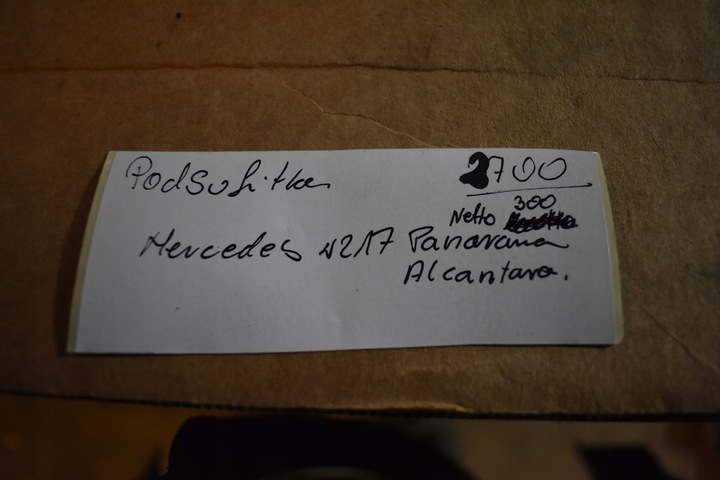 Podsufitka
2700
300
Netto
Mercedes W217 Panorama
Alcantara.